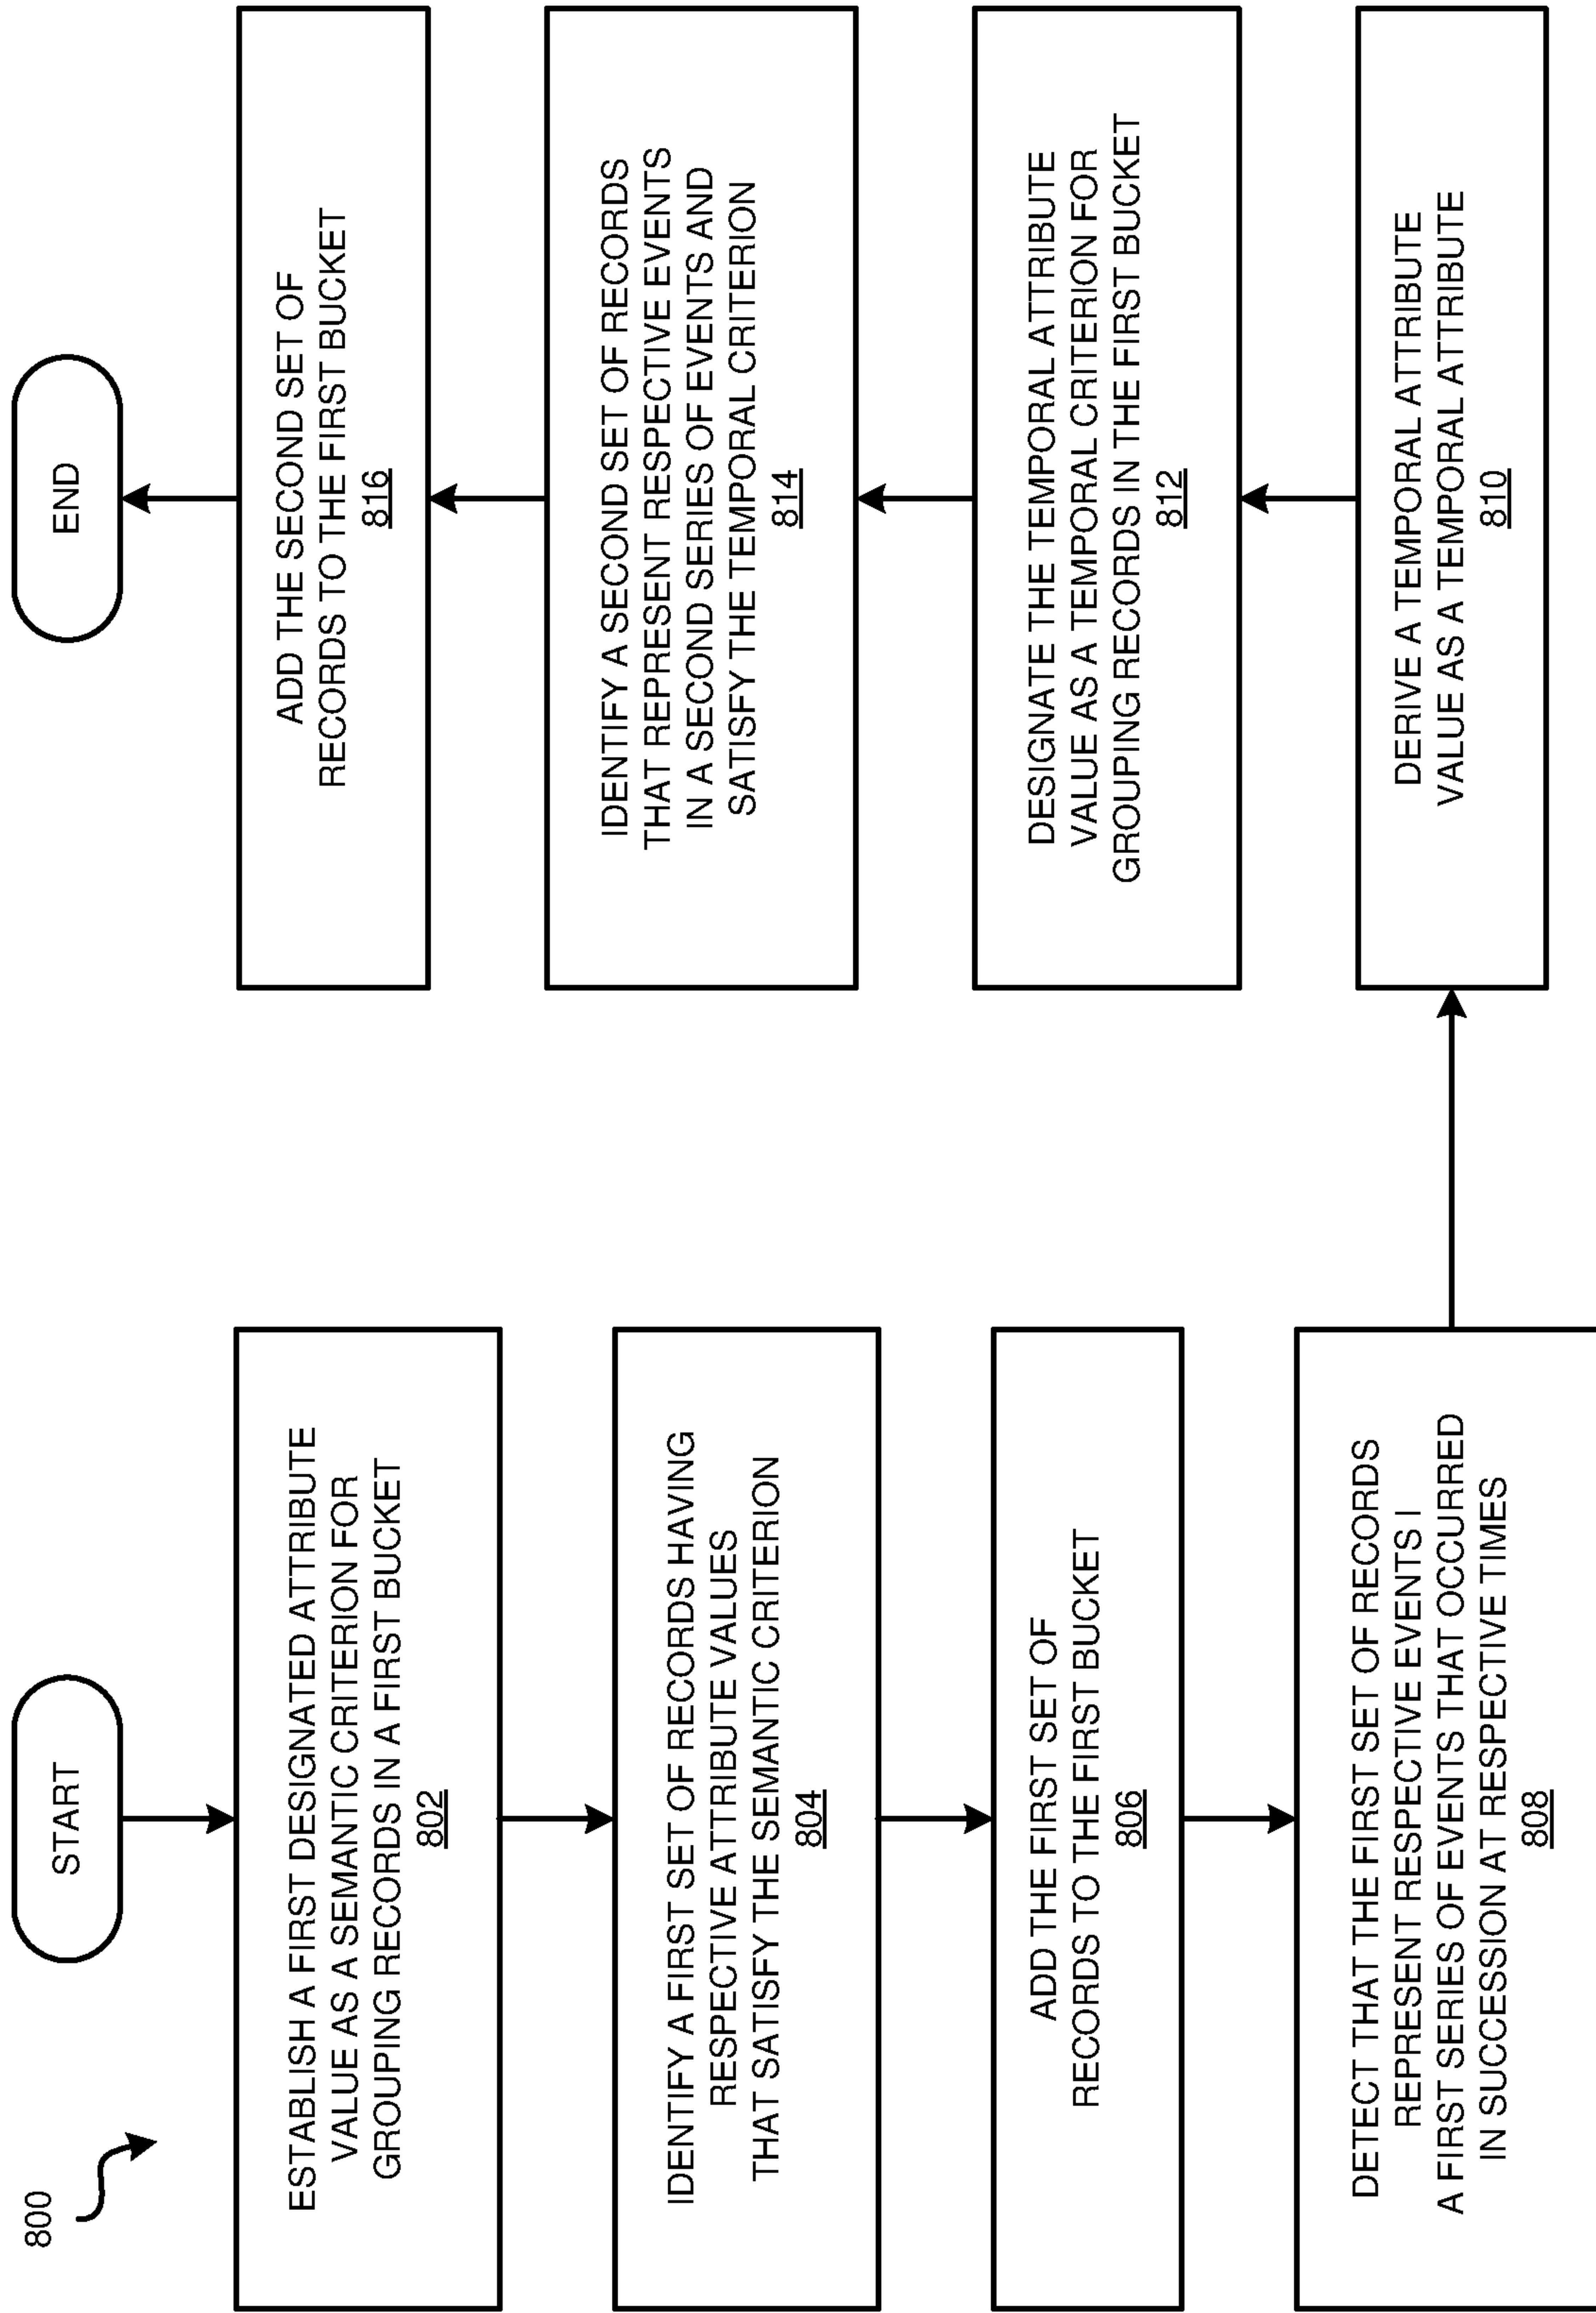 800
START
ESTABLISH A FIRST DESIGNATED ATTRIBUTE
VALUE AS A SEMANTIC CRITERION FOR
GROUPING RECORDS IN A FIRST BUCKET
802
IDENTIFY A FIRST SET OF RECORDS HAVING
RESPECTIVE ATTRIBUTE VALUES
THAT SATISFY THE SEMANTIC CRITERION
804
ADD THE FIRST SET OF
RECORDS TO THE FIRST BUCKET
806
DETECT THAT THE FIRST SET OF RECORDS
REPRESENT RESPECTIVE EVENTS I
A FIRST SERIES OF EVENTS THAT OCCURRED
IN SUCCESSION AT RESPECTIVE TIMES
808
DERIVE A TEMPORAL ATTRIBUTE
VALUE AS A TEMPORAL ATTRIBUTE
810
DESIGNATE THE TEMPORAL ATTRIBUTE
VALUE AS A TEMPORAL CRITERION FOR
GROUPING RECORDS IN THE FIRST BUCKET
812
IDENTIFY A SECOND SET OF RECORDS
THAT REPRESENT RESPECTIVE EVENTS
IN A SECOND SERIES OF EVENTS AND
SATISFY THE TEMPORAL CRITERION
814
ADD THE SECOND SET OF
RECORDS TO THE FIRST BUCKET
816
END